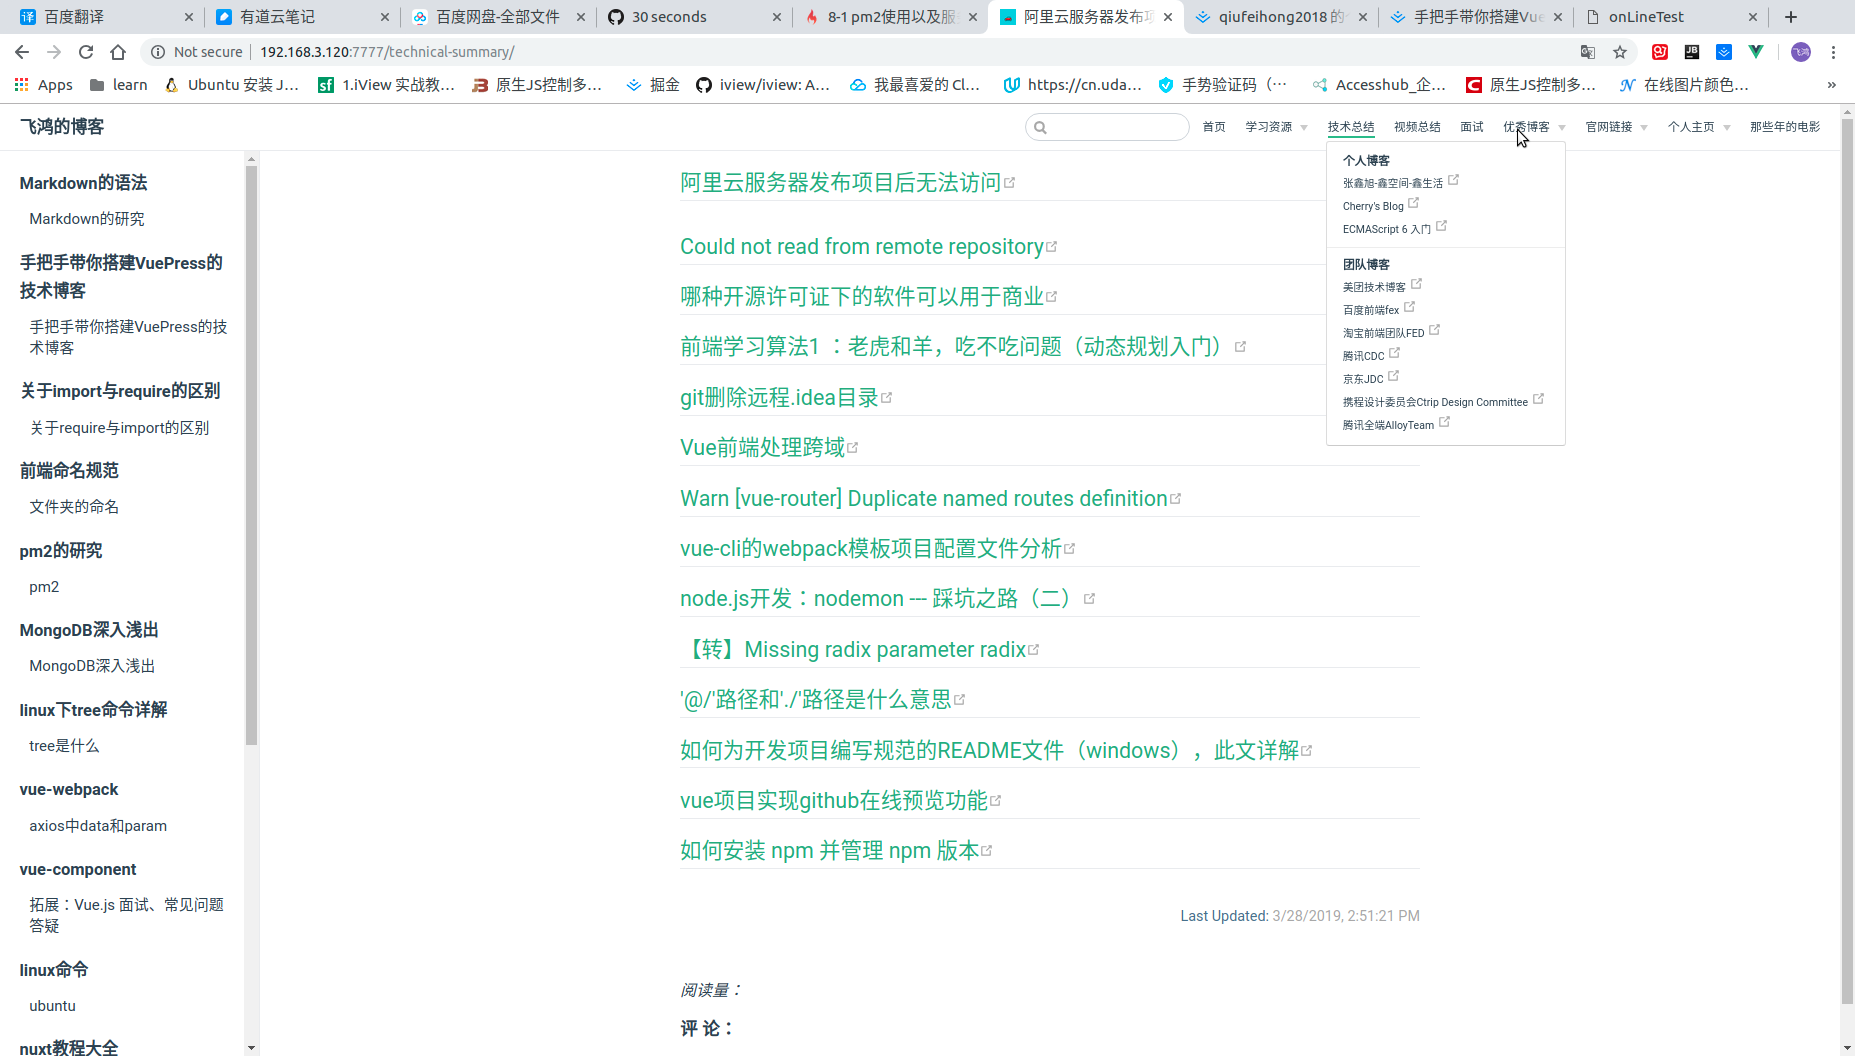 百度翻译
有道云笔记
百度网盘-全部文件
30 seconds
8-1 pm2使用以及服
阿里云服务器发布项
qiufeihong2018 的
手把手带你搭建Vue
onLineTest
Not secure
192.168.3.120:7777/technical-summary/
Apps
learn
Ubuntu 安装 J…
1.iView 实战教…
原生JS控制多…
掘金
iview/iview: A…
我最喜爱的 Cl…
https://cn.uda…
手势验证码（…
Accesshub_企…
原生JS控制多…
在线图片颜色…
»
飞鸿的博客
首页
学习资源
技术总结
视频总结
面试
优秀博客
官网链接
个人主页
那些年的电影
Markdown的语法
Markdown的研究
手把手带你搭建VuePress的
技术博客
手把手带你搭建VuePress的技
术博客
关于import与require的区别
关于require与import的区别
前端命名规范
文件夹的命名
pm2的研究
pm2
MongoDB深入浅出
MongoDB深入浅出
linux下tree命令详解
tree是什么
vue-webpack
axios中data和param
vue-component
拓展：Vue.js 面试、常见问题
答疑
linux命令
ubuntu
nuxt教程大全
阿里云服务器发布项目后无法访问
Could not read from remote repository
哪种开源许可证下的软件可以用于商业
前端学习算法1 ：老虎和羊，吃不吃问题（动态规划入门）
git删除远程.idea目录
Vue前端处理跨域
Warn [vue-router] Duplicate named routes definition
vue-cli的webpack模板项目配置文件分析
node.js开发：nodemon --- 踩坑之路（二）
【转】Missing radix parameter radix
'@/'路径和'./'路径是什么意思
如何为开发项目编写规范的README文件（windows），此文详解
vue项目实现github在线预览功能
如何安装 npm 并管理 npm 版本
Last Updated: 3/28/2019, 2:51:21 PM
阅读量：
评 论：
个人博客
张鑫旭-鑫空间-鑫生活
Cherry's Blog
ECMAScript 6 入门
团队博客
美团技术博客
百度前端fex
淘宝前端团队FED
腾讯CDC
京东JDC
携程设计委员会Ctrip Design Committee
腾讯全端AlloyTeam